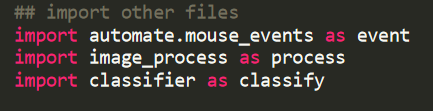 ## import other files
import automate.mouse_events as event
import image_process as process
import classifier as classify